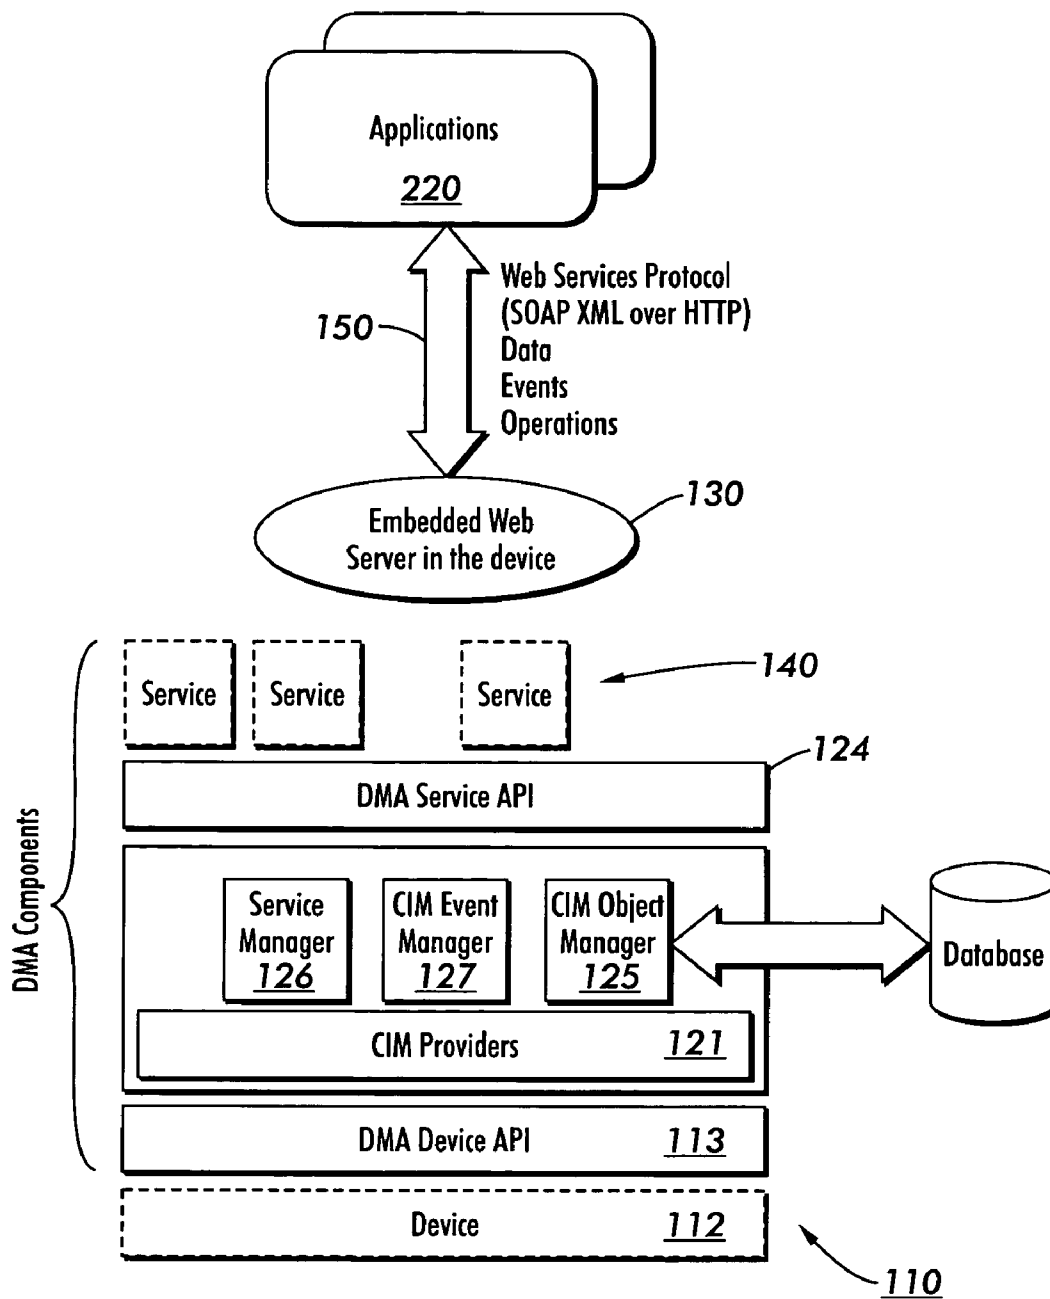 Applications
220
150
Web Services Protocol
(SOAP XML over HTTP)
Data
Events
Operations
130
Embedded Web
Server in the device
140
Service
Service
Service
124
DMA Service API
DMA Components
Service
Manager
126
CIM Event
Manager
127
CIM Object
Manager
125
Database
CIM Providers
121
DMA Device API
113
Device
112
110